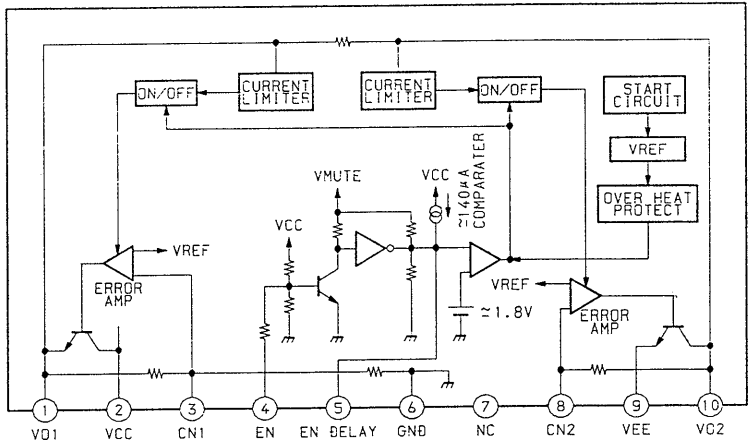 ON/OFF
CURRENT
LIMITER
CURRENT
LIMITER
ON/OFF
START
CIRCUIT
VREF
OVER HEAT
PROTECT
VMUTE
VCC
≃140μA
COMPARATER
VCC
VREF
ERROR
AMP
≃1.8V
VREF
ERROR
AMP
1 2 3 4 5 6 7 8 9 10
VO1 VCC CN1 EN EN DELAY GND NC CN2 VEE VO2